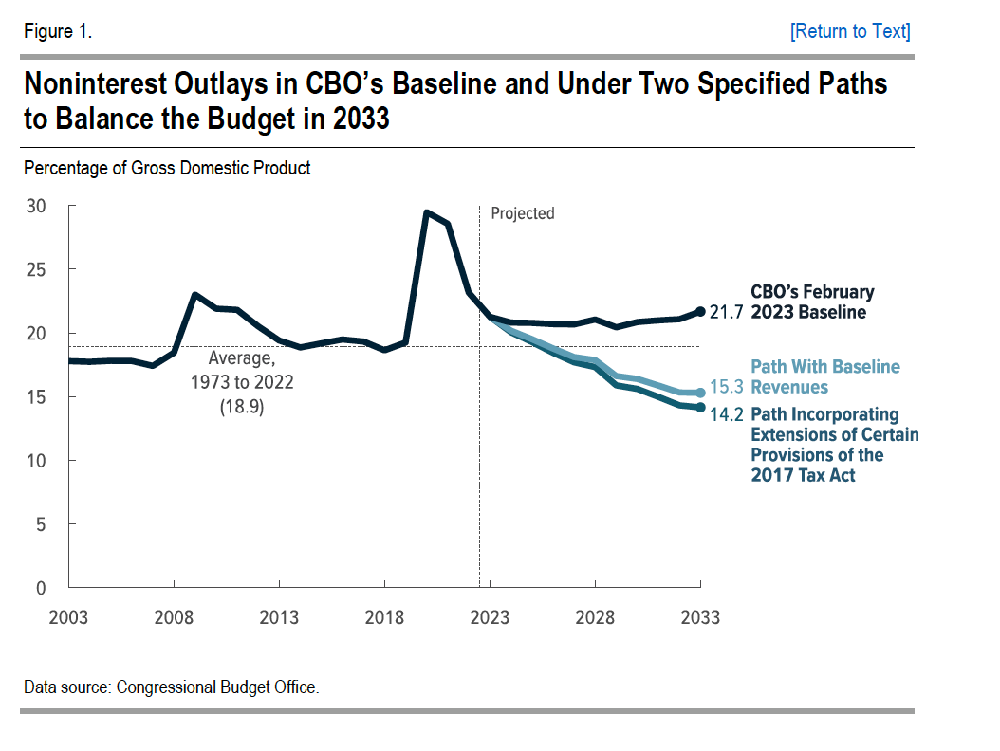 Figure 1.
[Return to Text]
Noninterest Outlays in CBO's Baseline and Under Two Specified Paths
to Balance the Budget in 2033
Percentage of Gross Domestic Product
30
25
20
15
10
5
0
Projected
Average,
1973 to 2022
(18.9)
CBO's February
21.7 2023 Baseline
Path With Baseline
15.3 Revenues
14.2 Path Incorporating
Extensions of Certain
Provisions of the
2017 Tax Act
2003 2008 2013 2018 2023 2028 2033
Data source: Congressional Budget Office.